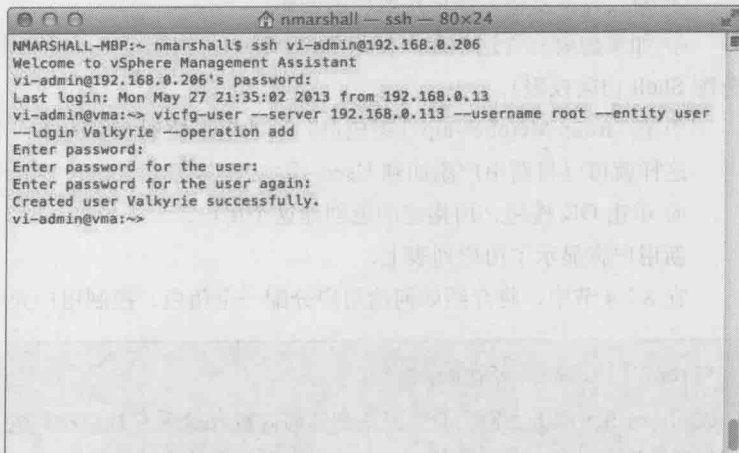 nmarshall — ssh — 80×24
NMARSHALL-MBP:~ nmarshall$ ssh vi-admin@192.168.0.206
Welcome to vSphere Management Assistant
vi-admin@192.168.0.206's password:
Last login: Mon May 27 21:35:02 2013 from 192.168.0.13
vi-admin@vma:~> vicfg-user --server 192.168.0.113 --username root --entity user
--login Valkyrie --operation add
Enter password:
Enter password for the user:
Enter password for the user again:
Created user Valkyrie successfully.
vi-admin@vma:~>